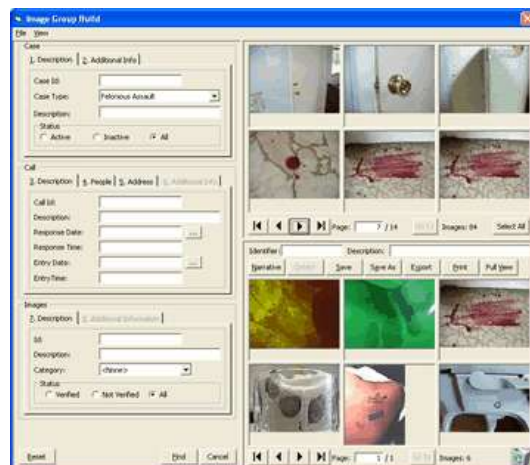 Image Group Build
File View
Case
1. Description 2. Additional Info
Case Id:
Case Type: Felonious Assault
Description:
Status
Active Inactive All
Call
3. Description 4. People 5. Address 6. Additional Info
Call Id:
Description:
Response Date: ...
Response Time:
Entry Date: ...
Entry Time:
Images
7. Description 8. Additional Information
Id:
Description:
Category: <None>
Status
Verified Not Verified All
Reset Find Cancel
Page: 7 / 14 Images: 84 Select All
Identifier: Description:
Narrative Delete Save Save As Export Print Full View
Page: 1 / 1 Images: 6